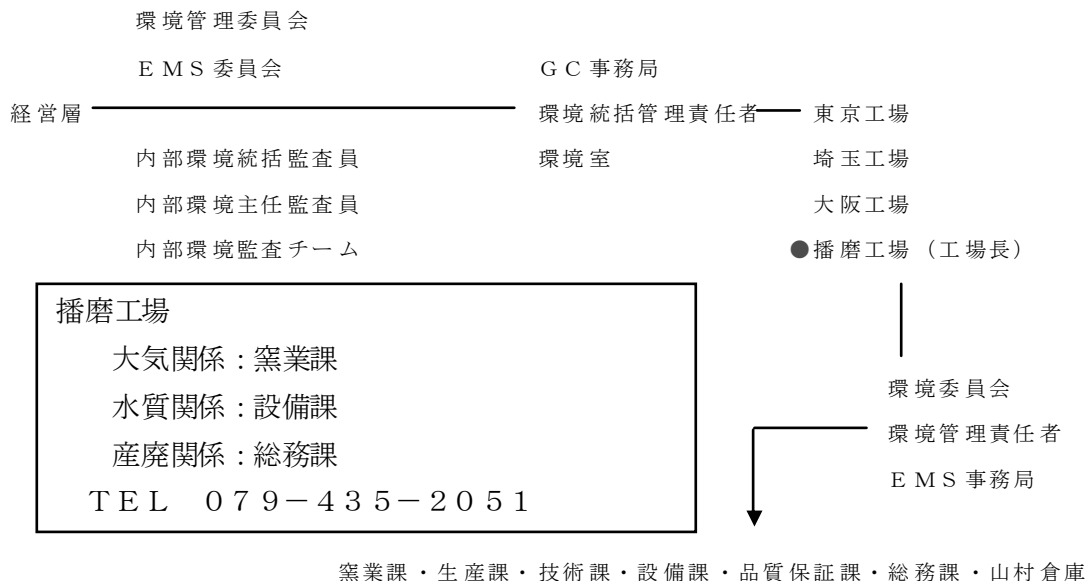 環境管理委員会
ＥＭＳ委員会　ＧＣ事務局
経営層　環境統括管理責任者　東京工場
内部環境統括監査員　環境室　埼玉工場
内部環境主任監査員　大阪工場
内部環境監査チーム　●播磨工場（工場長）
播磨工場
大気関係：窯業課
水質関係：設備課
産廃関係：総務課
ＴＥＬ　０７９－４３５－２０５１
環境委員会
環境管理責任者
ＥＭＳ事務局
窯業課・生産課・技術課・設備課・品質保証課・総務課・山村倉庫